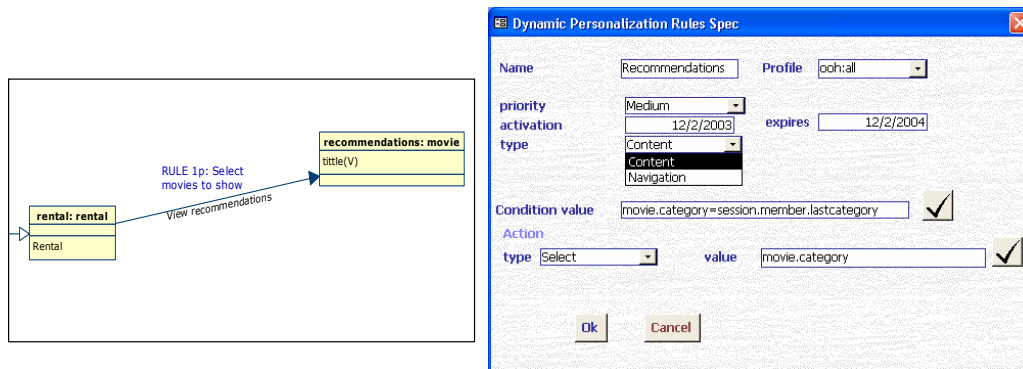 recommendations: movie
tittle(V)
RULE 1p: Select
movies to show
View recommendations
rental: rental
Rental
Dynamic Personalization Rules Spec
Name Recommendations Profile ooh:all
priority Medium
activation 12/2/2003 expires 12/2/2004
type Content
Content
Navigation
Condition value movie.category=session.member.lastcategory
Action
type Select value movie.category
Ok Cancel